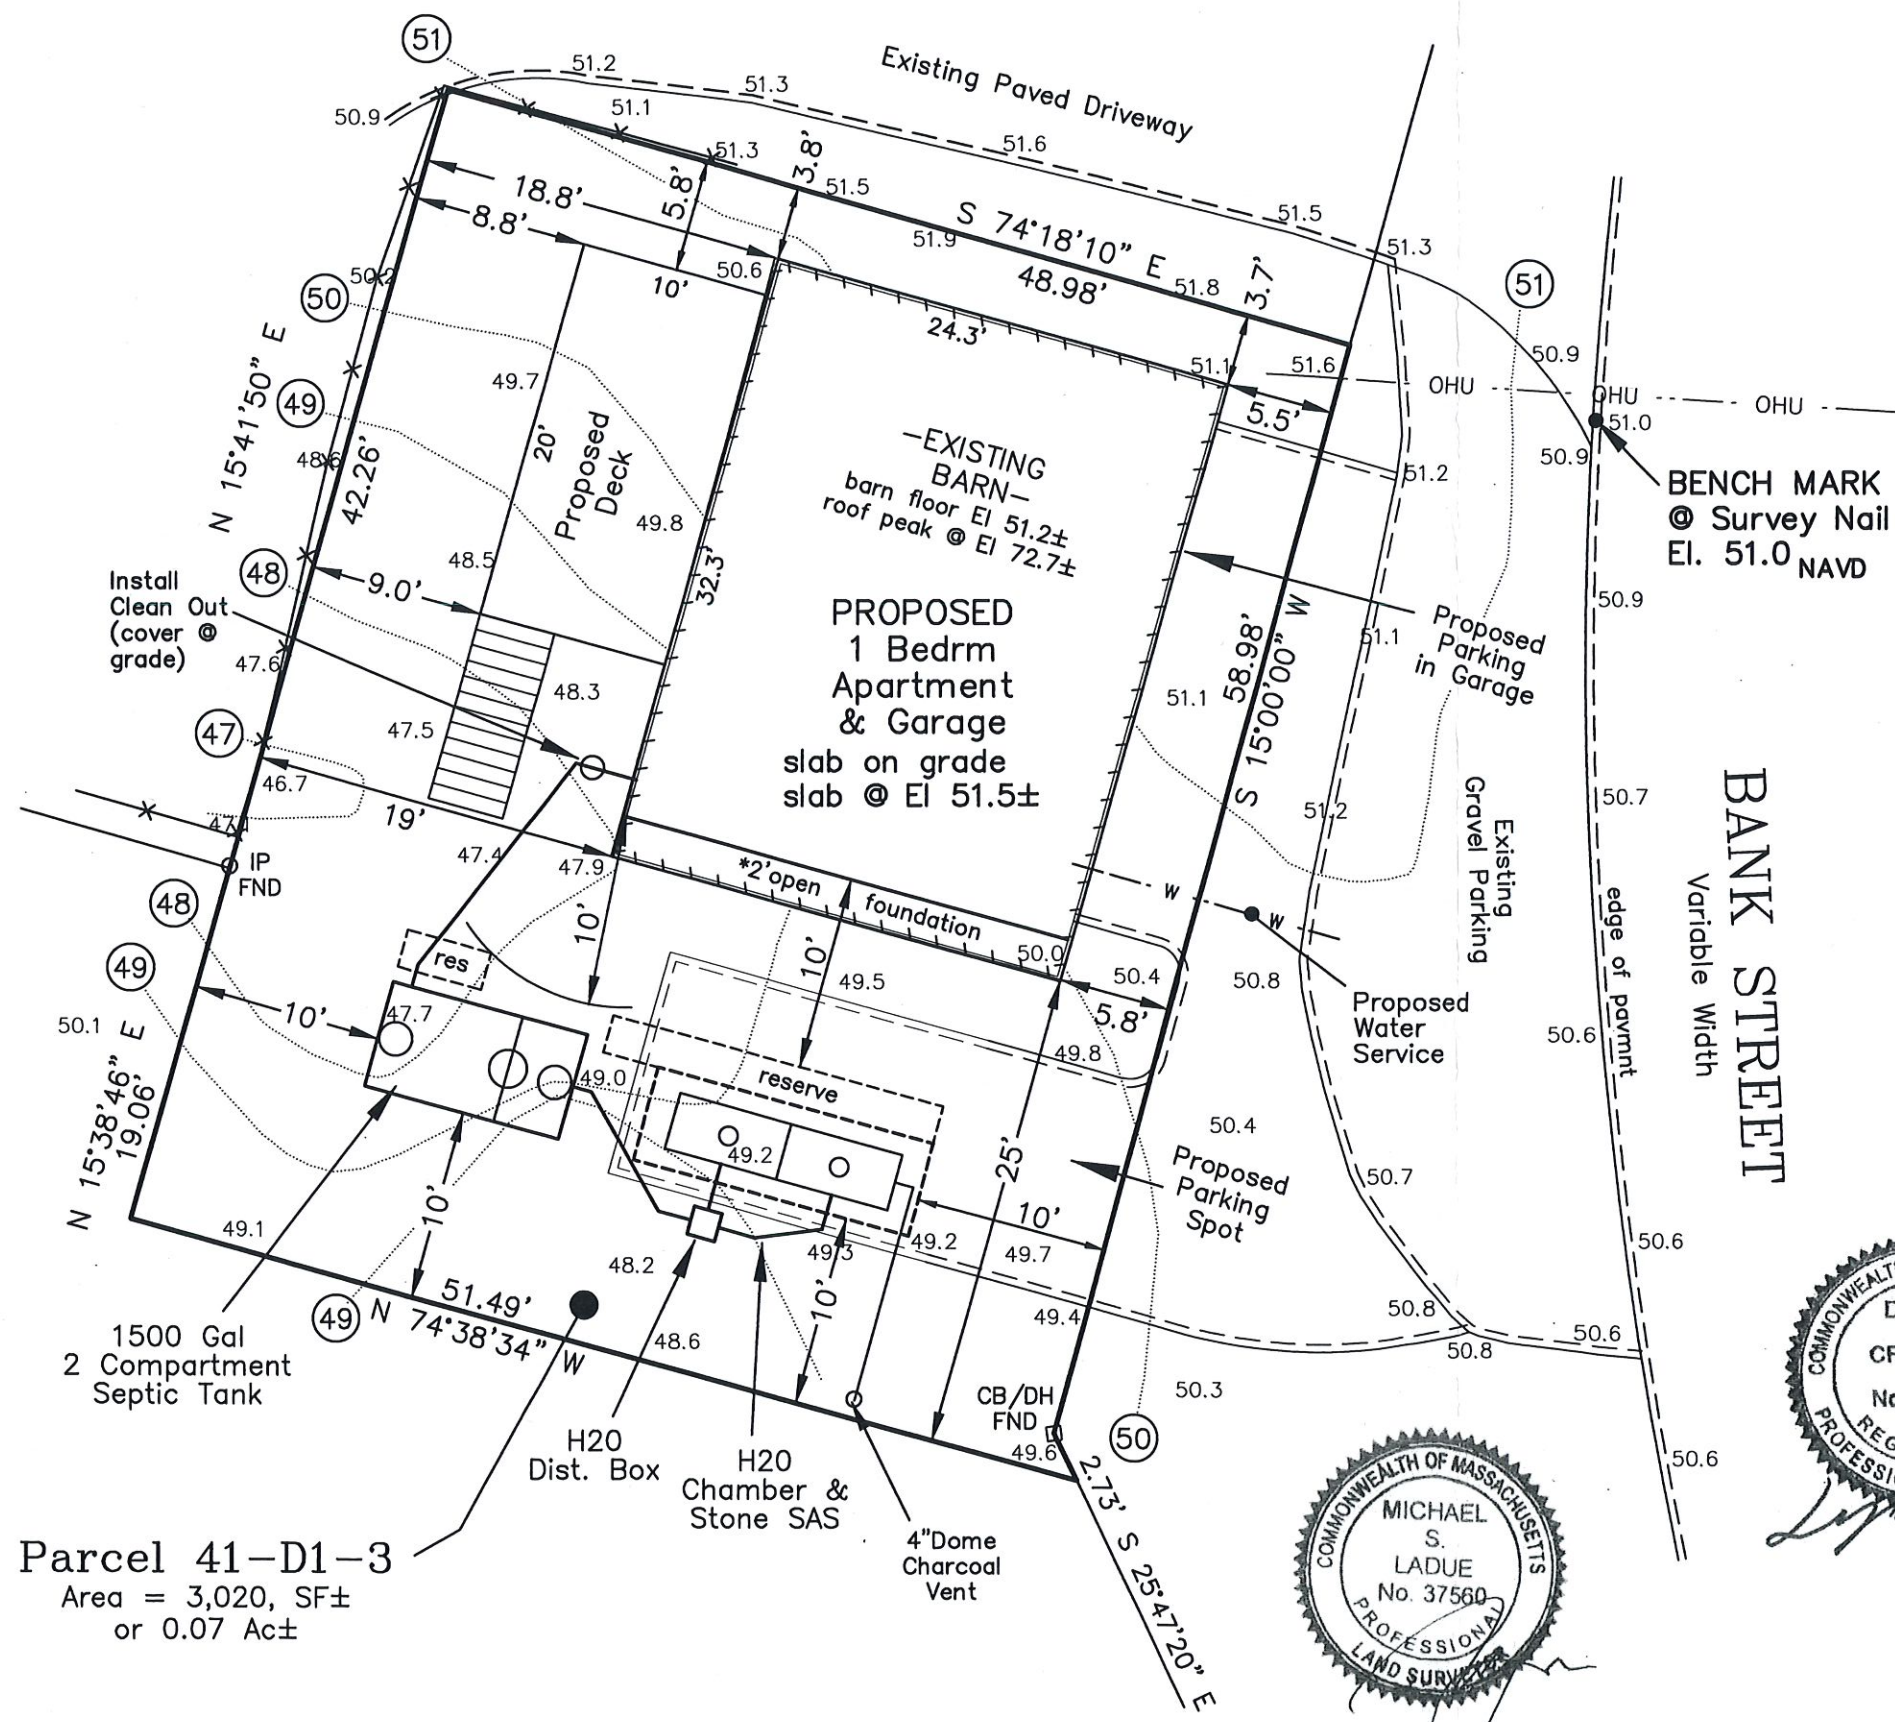 51
51.2
51.3
Existing Paved Driveway
50.9
51.1
51.3
3.8'
51.6
5.8'
18.8'
51.5
51.5
8.8'
S 74°18'10" E
51.9
48.98'
51.8
3.7'
51.3
50.2
50
50.6
10'
24.3'
51
50.9
51.1
51.6
OHU
OHU
OHU
5.5'
51.0
49.7
N 15°41'50" E
49
48.6
42.26'
20'
Proposed
Deck
49.8
-EXISTING
BARN-
barn floor El 51.2±
roof peak @ El 72.7±
51.2
50.9
BENCH MARK
@ Survey Nail
El. 51.0 NAVD
48
48.5
9.0'
32.3'
Install
Clean Out
(cover @
grade)
47.6
PROPOSED
1 Bedrm
Apartment
& Garage
slab on grade
slab @ El 51.5±
50.9
51.1
Proposed
Parking
in Garage
48.3
51.1
58.98'
S 15°00'00" W
47.5
47
46.7
19'
51.2
Existing
Gravel Parking
50.7
BANK STREET
Variable Width
edge of pavmnt
47.4
47.9
IP
FND
*2'open
foundation
W
W
48
10'
res
10'
49.5
50.0
50.4
50.8
Proposed
Water
Service
49
50.1
10'
47.7
5.8'
49.8
50.6
49.0
reserve
N 15°38'46" E
19.06'
49.2
25'
50.4
Proposed
Parking
Spot
50.7
10'
49.1
48.2
49.3
49.2
10'
49.7
50.6
10'
49.4
50.8
50.6
50.8
49
51.49'
N 74°38'34" W
48.6
50.3
1500 Gal
2 Compartment
Septic Tank
CB/DH
FND
49.6
50
50.6
H20
Dist. Box
H20
Chamber &
Stone SAS
4"Dome
Charcoal
Vent
2.73' S 25°47'20" E
Parcel 41-D1-3
Area = 3,020, SF±
or 0.07 Ac±
COMMONWEALTH OF MASSACHUSETTS
MICHAEL
S.
LADUE
No. 37560
PROFESSIONAL
LAND SURVEYOR
COMMONWEALT